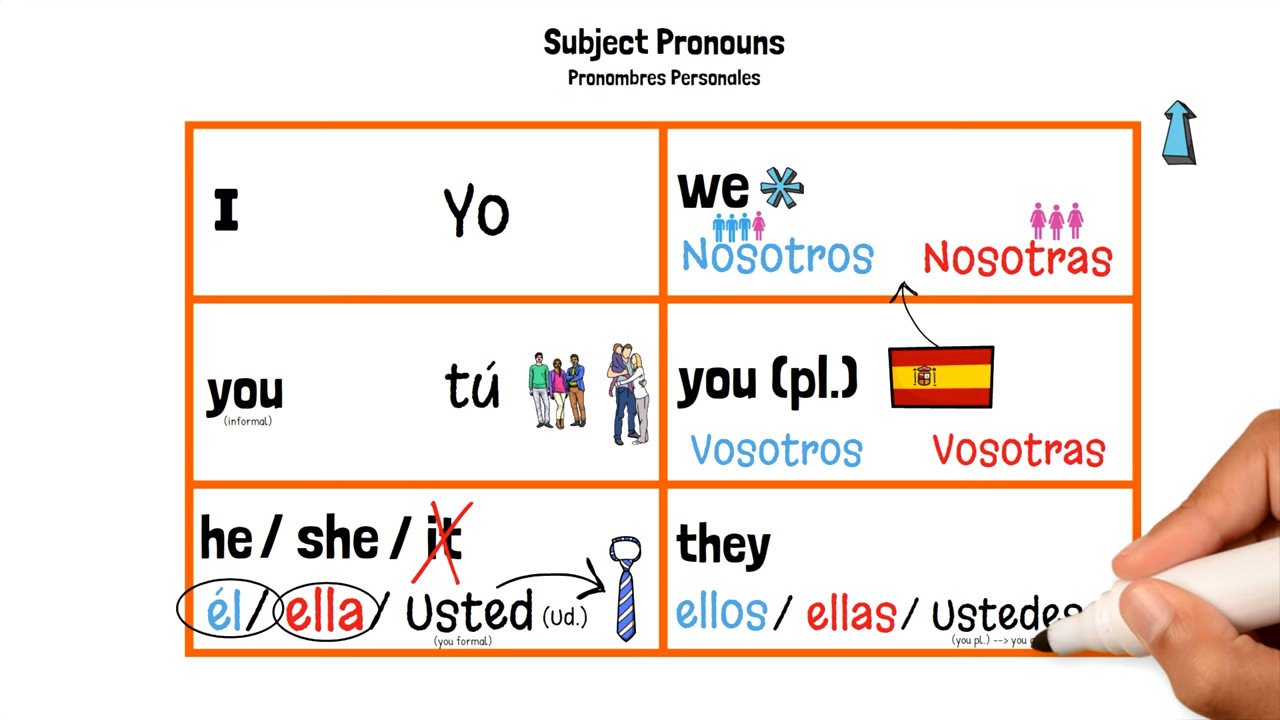 Subject Pronouns
Pronombres Personales
I Yo
we *
Nosotros Nosotras
you tú
(informal)
you (pl.)
Vosotros Vosotras
he / she / it
él / ella / Usted (Ud.)
(you formal)
they
ellos / ellas / Ustedes
(you pl.) --> you